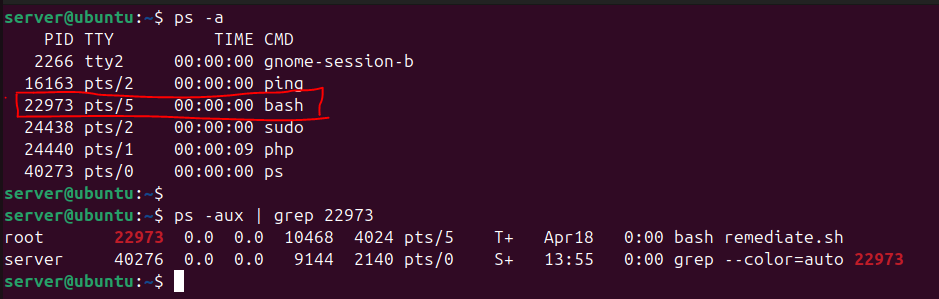 server@ubuntu:~$ ps -a
    PID TTY          TIME CMD
   2266 tty2     00:00:00 gnome-session-b
  16163 pts/2    00:00:00 ping
  22973 pts/5    00:00:00 bash
  24438 pts/2    00:00:00 sudo
  24440 pts/1    00:00:09 php
  40273 pts/0    00:00:00 ps
server@ubuntu:~$
server@ubuntu:~$ ps -aux | grep 22973
root       22973  0.0  0.0  10468  4024 pts/5    T+   Apr18   0:00 bash remediate.sh
server     40276  0.0  0.0   9144  2140 pts/0    S+   13:55   0:00 grep --color=auto 22973
server@ubuntu:~$